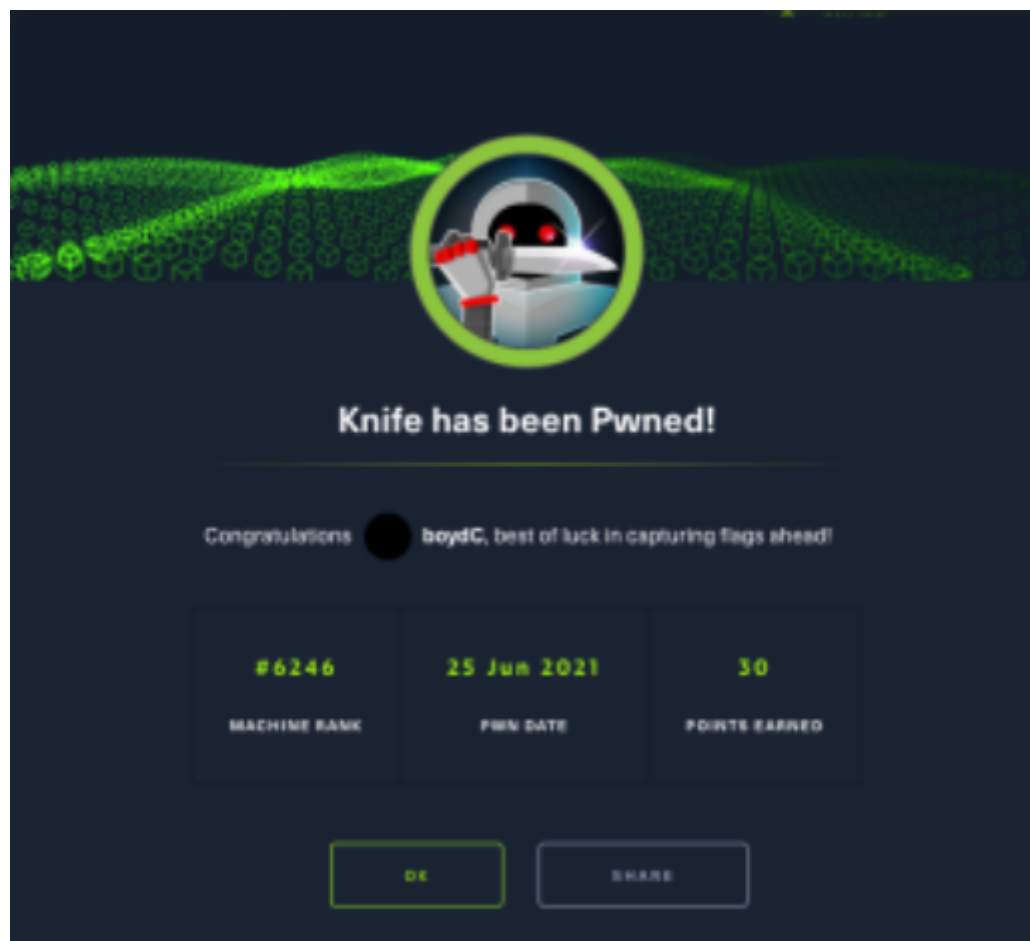 Knife has been Pwned!
Congratulations boydC, best of luck in capturing flags ahead!
#6246 25 Jun 2021 30
MACHINE RANK PWN DATE POINTS EARNED
OK SHARE